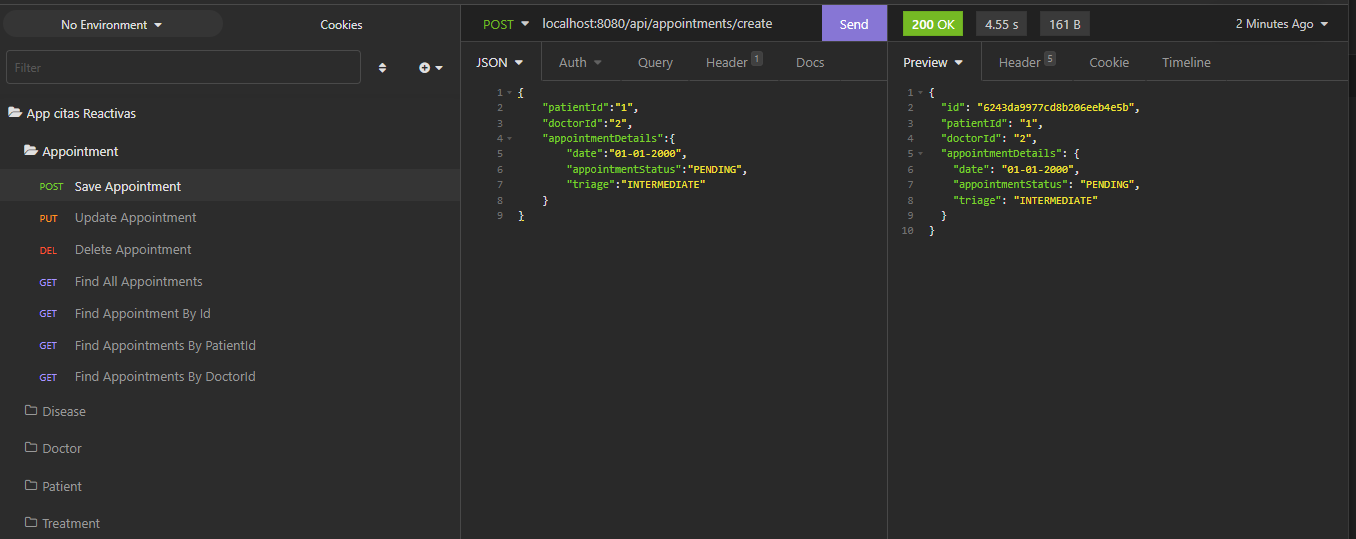 No Environment
Cookies
Filter
App citas Reactivas
Appointment
POST Save Appointment
PUT Update Appointment
DEL Delete Appointment
GET Find All Appointments
GET Find Appointment By Id
GET Find Appointments By PatientId
GET Find Appointments By DoctorId
Disease
Doctor
Patient
Treatment
POST localhost:8080/api/appointments/create Send
JSON Auth Query Header 1 Docs
1 {
2 "patientId":"1",
3 "doctorId":"2",
4 "appointmentDetails":{
5 "date":"01-01-2000",
6 "appointmentStatus":"PENDING",
7 "triage":"INTERMEDIATE"
8 }
9 }
200 OK 4.55 s 161 B 2 Minutes Ago
Preview Header 5 Cookie Timeline
1 {
2 "id": "6243da9977cd8b206eeb4e5b",
3 "patientId": "1",
4 "doctorId": "2",
5 "appointmentDetails": {
6 "date": "01-01-2000",
7 "appointmentStatus": "PENDING",
8 "triage": "INTERMEDIATE"
9 }
10 }